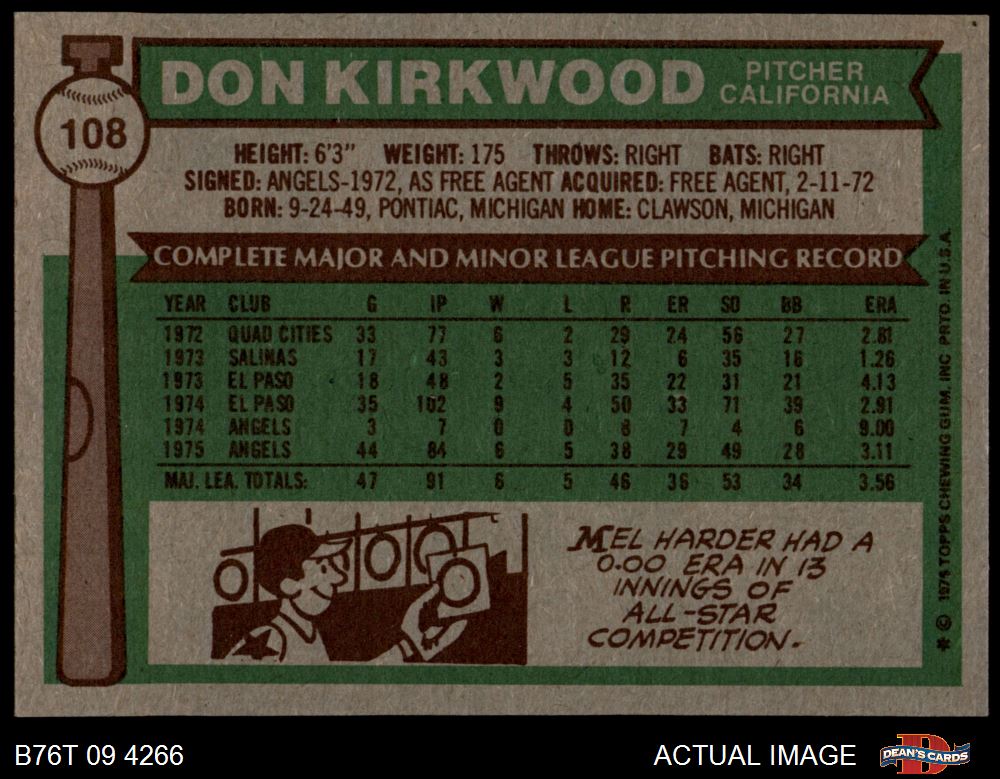 DON KIRKWOOD PITCHER CALIFORNIA
108
HEIGHT: 6'3" WEIGHT: 175 THROWS: RIGHT BATS: RIGHT
SIGNED: ANGELS-1972, AS FREE AGENT ACQUIRED: FREE AGENT, 2-11-72
BORN: 9-24-49, PONTIAC, MICHIGAN HOME: CLAWSON, MICHIGAN
COMPLETE MAJOR AND MINOR LEAGUE PITCHING RECORD
YEAR CLUB G IP W L R ER SO BB ERA
1972 QUAD CITIES 33 77 6 2 29 24 56 27 2.81
1973 SALINAS 17 43 3 3 12 6 35 16 1.26
1973 EL PASO 18 48 2 5 35 22 31 21 4.13
1974 EL PASO 35 102 9 4 50 33 71 39 2.91
1974 ANGELS 3 7 0 0 8 7 4 6 9.00
1975 ANGELS 44 84 6 5 38 29 49 28 3.11
MAJ. LEA. TOTALS: 47 91 6 5 46 36 53 34 3.56
MEL HARDER HAD A
0.00 ERA IN 13
INNINGS OF
ALL-STAR
COMPETITION.
* © 1976 TOPPS CHEWING GUM, INC. PRTD. IN U.S.A.
B76T 09 4266
ACTUAL IMAGE
DEAN'S CARDS